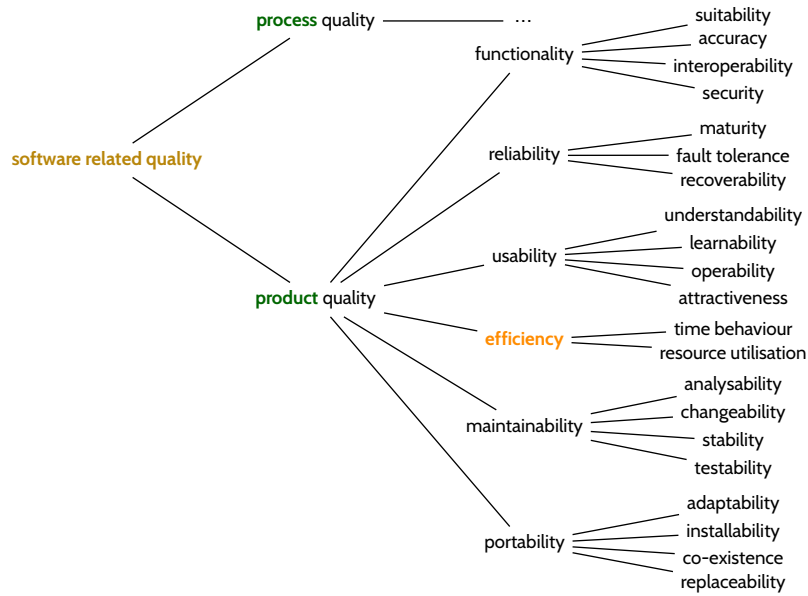 process quality
...
functionality
suitability
accuracy
interoperability
security
software related quality
reliability
maturity
fault tolerance
recoverability
product quality
usability
understandability
learnability
operability
attractiveness
efficiency
time behaviour
resource utilisation
maintainability
analysability
changeability
stability
testability
portability
adaptability
installability
co-existence
replaceability